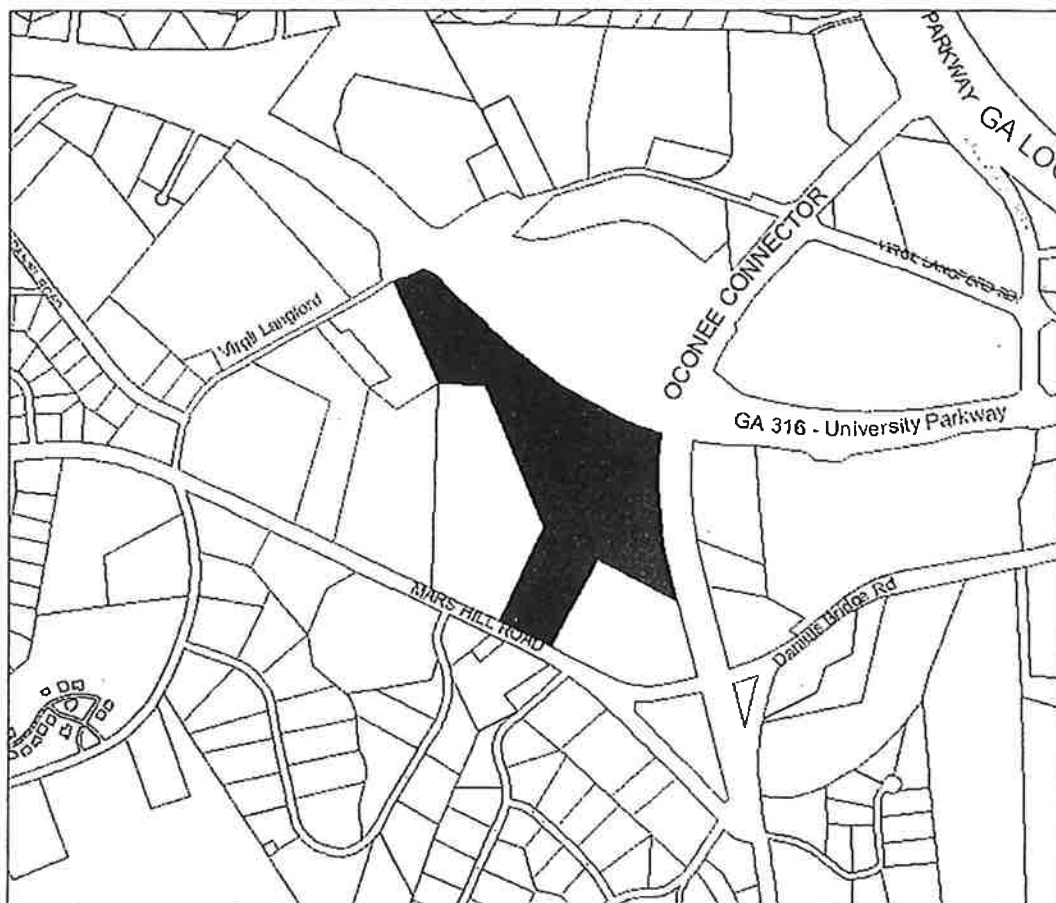 PARKWAY
GA LOO
OCONEE CONNECTOR
Virgil Langford
GA 316 - University Parkway
MARS HILL ROAD
Daniells Bridge Rd